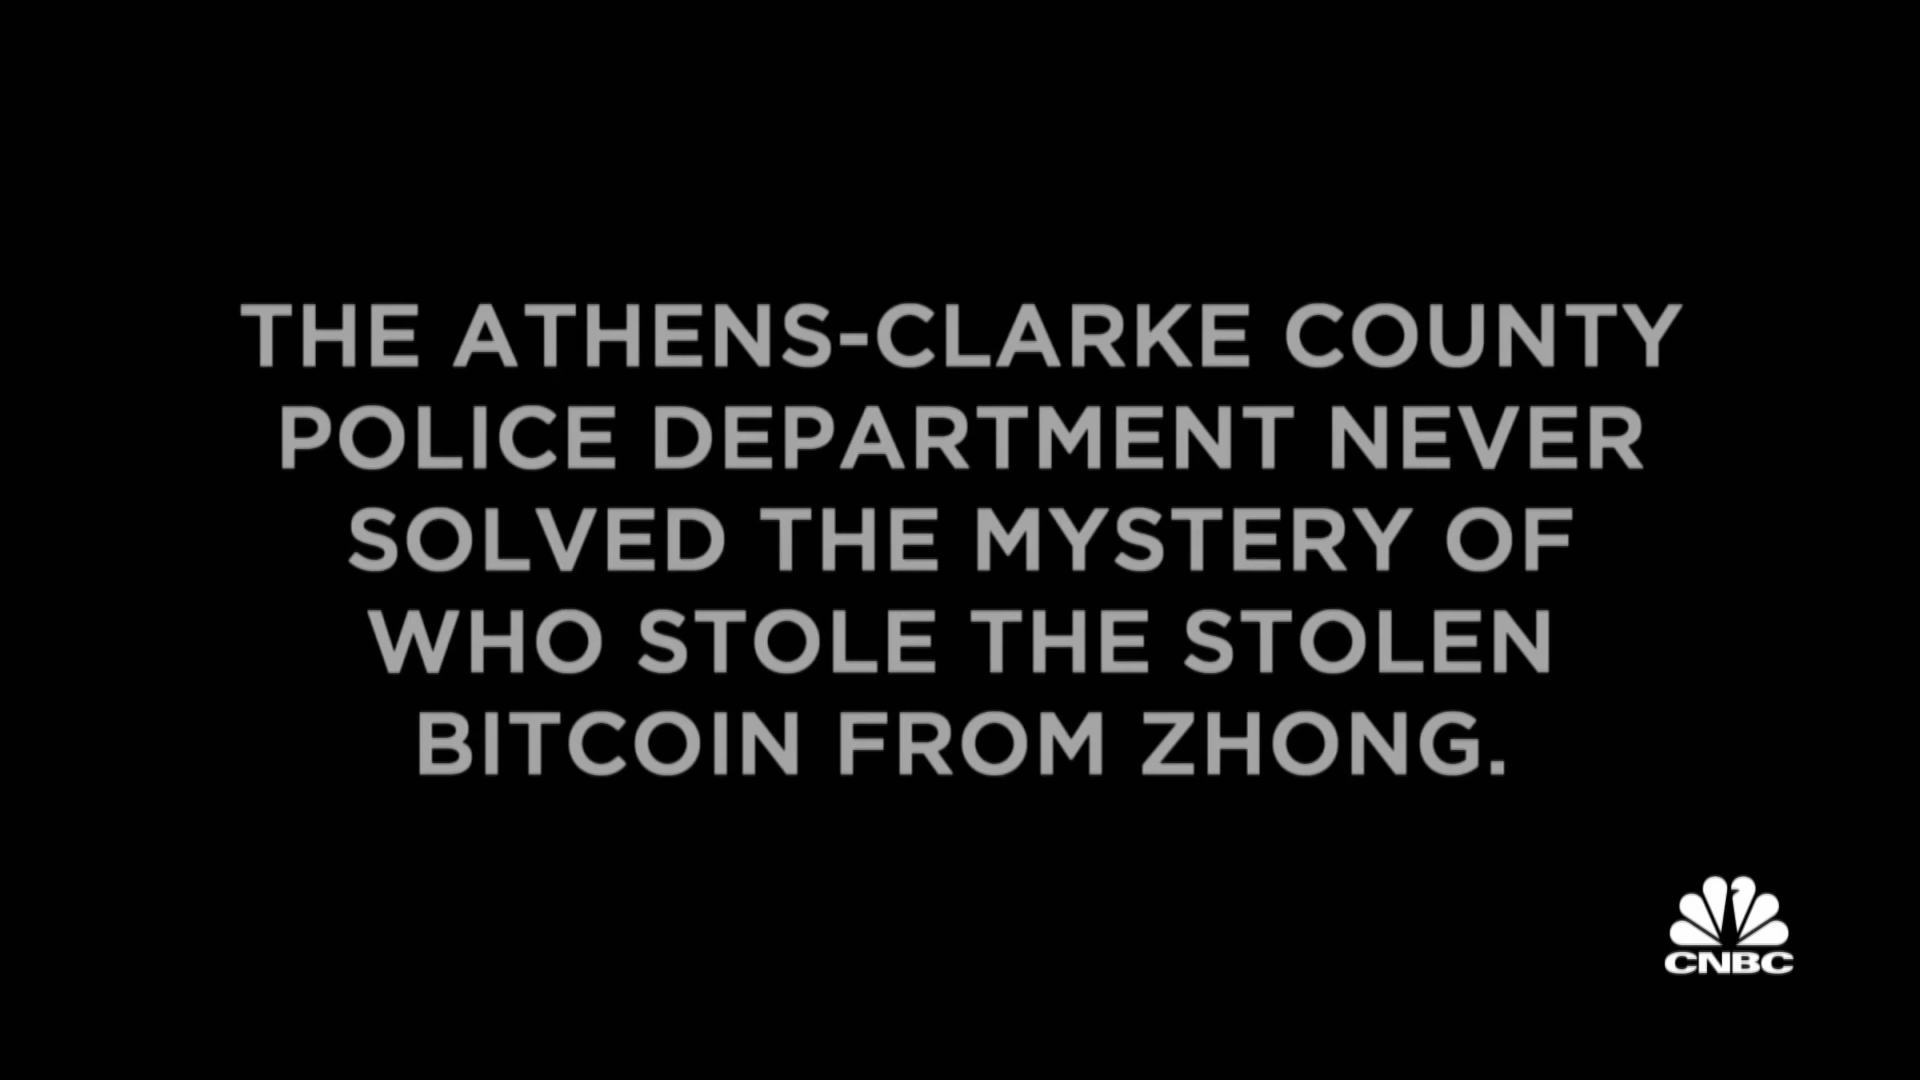 THE ATHENS-CLARKE COUNTY
POLICE DEPARTMENT NEVER
SOLVED THE MYSTERY OF
WHO STOLE THE STOLEN
BITCOIN FROM ZHONG.
CNBC